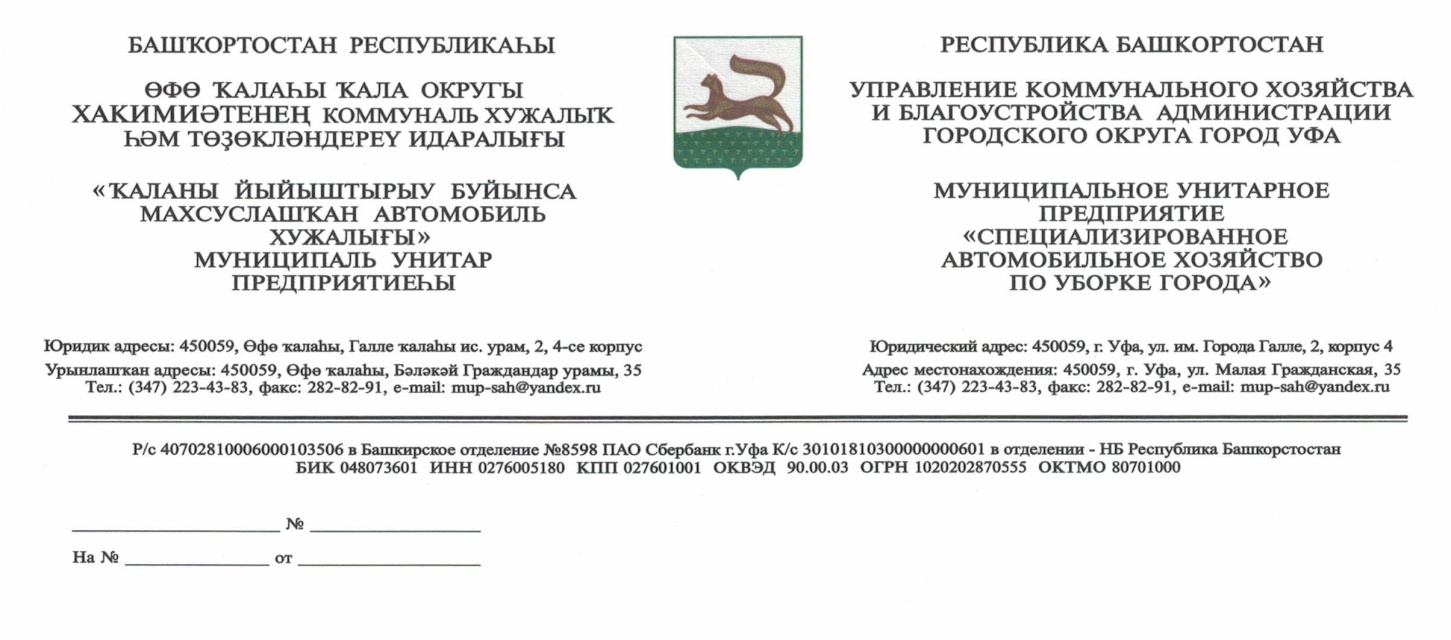 БАШҠОРТОСТАН РЕСПУБЛИКАҺЫ
ӨФӨ ҠАЛАҺЫ ҠАЛА ОКРУГЫ
ХАКИМИӘТЕНЕҢ КОММУНАЛЬ ХУЖАЛЫҠ
ҺӘМ ТӨҘӨКЛӘНДЕРЕҮ ИДАРАЛЫҒЫ
«ҠАЛАНЫ ЙЫЙЫШТЫРЫУ БУЙЫНСА
МАХСУСЛАШҠАН АВТОМОБИЛЬ
ХУЖАЛЫҒЫ»
МУНИЦИПАЛЬ УНИТАР
ПРЕДПРИЯТИЕҺЫ
Юридик адресы: 450059, Өфө ҡалаһы, Галле ҡалаһы ис. урам, 2, 4-се корпус
Урынлашҡан адресы: 450059, Өфө ҡалаһы, Бәләкәй Граждандар урамы, 35
Тел.: (347) 223-43-83, факс: 282-82-91, e-mail: mup-sah@yandex.ru
РЕСПУБЛИКА БАШКОРТОСТАН
УПРАВЛЕНИЕ КОММУНАЛЬНОГО ХОЗЯЙСТВА
И БЛАГОУСТРОЙСТВА АДМИНИСТРАЦИИ
ГОРОДСКОГО ОКРУГА ГОРОД УФА
МУНИЦИПАЛЬНОЕ УНИТАРНОЕ
ПРЕДПРИЯТИЕ
«СПЕЦИАЛИЗИРОВАННОЕ
АВТОМОБИЛЬНОЕ ХОЗЯЙСТВО
ПО УБОРКЕ ГОРОДА»
Юридический адрес: 450059, г. Уфа, ул. им. Города Галле, 2, корпус 4
Адрес местонахождения: 450059, г. Уфа, ул. Малая Гражданская, 35
Тел.: (347) 223-43-83, факс: 282-82-91, e-mail: mup-sah@yandex.ru
Р/с 40702810006000103506 в Башкирское отделение №8598 ПАО Сбербанк г.Уфа К/с 30101810300000000601 в отделении - НБ Республика Башкорстостан
БИК 048073601 ИНН 0276005180 КПП 027601001 ОКВЭД 90.00.03 ОГРН 1020202870555 ОКТМО 80701000
____________________ № ____________________
На № ________________ от ____________________